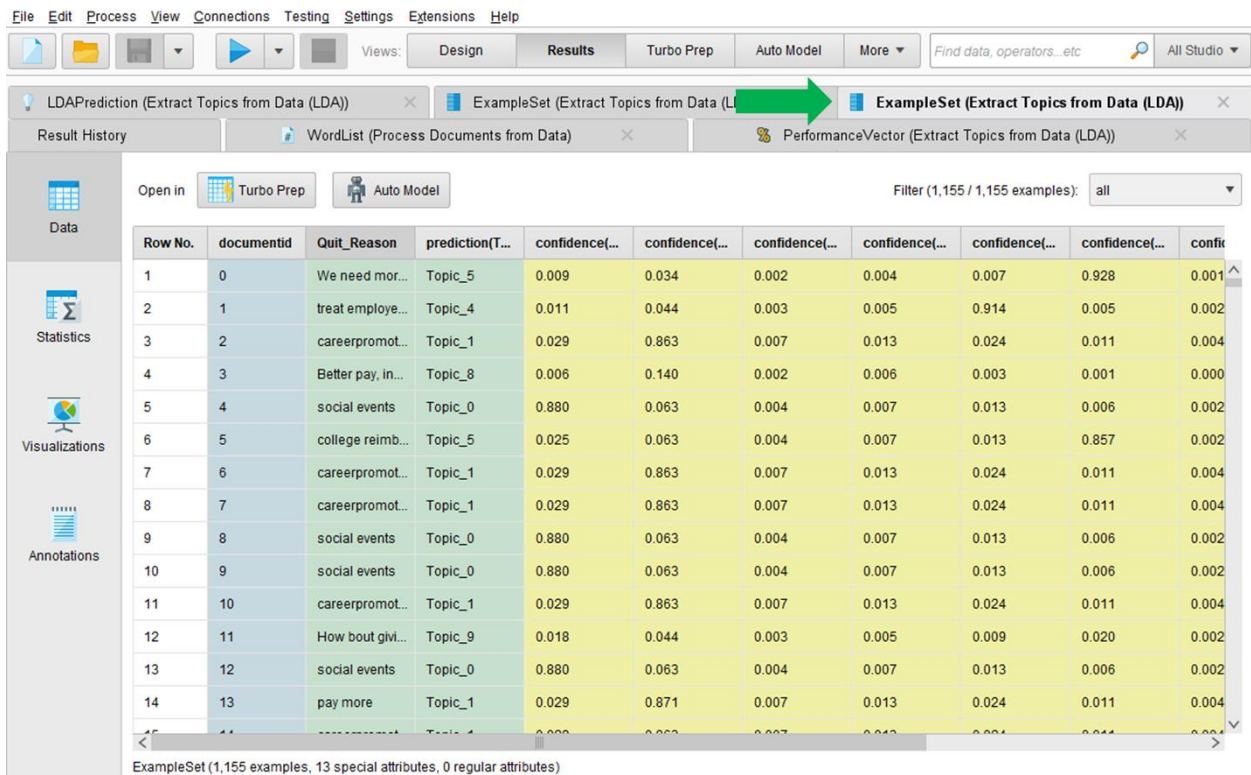 File Edit Process View Connections Testing Settings Extensions Help
Views: Design Results Turbo Prep Auto Model More Find data, operators...etc All Studio
LDAPrediction (Extract Topics from Data (LDA)) ExampleSet (Extract Topics from Data (L ExampleSet (Extract Topics from Data (LDA))
Result History WordList (Process Documents from Data) PerformanceVector (Extract Topics from Data (LDA))
Open in Turbo Prep Auto Model Filter (1,155 / 1,155 examples): all
Data
Row No. documentid Quit_Reason prediction(T... confidence(... confidence(... confidence(... confidence(... confidence(... confidence(... confid
1 0 We need mor... Topic_5 0.009 0.034 0.002 0.004 0.007 0.928 0.001
2 1 treat employe... Topic_4 0.011 0.044 0.003 0.005 0.914 0.005 0.002
Statistics
3 2 careerpromot... Topic_1 0.029 0.863 0.007 0.013 0.024 0.011 0.004
4 3 Better pay, in... Topic_8 0.006 0.140 0.002 0.006 0.003 0.001 0.000
5 4 social events Topic_0 0.880 0.063 0.004 0.007 0.013 0.006 0.002
6 5 college reimb... Topic_5 0.025 0.063 0.004 0.007 0.013 0.857 0.002
Visualizations
7 6 careerpromot... Topic_1 0.029 0.863 0.007 0.013 0.024 0.011 0.004
8 7 careerpromot... Topic_1 0.029 0.863 0.007 0.013 0.024 0.011 0.004
9 8 social events Topic_0 0.880 0.063 0.004 0.007 0.013 0.006 0.002
Annotations
10 9 social events Topic_0 0.880 0.063 0.004 0.007 0.013 0.006 0.002
11 10 careerpromot... Topic_1 0.029 0.863 0.007 0.013 0.024 0.011 0.004
12 11 How bout givi... Topic_9 0.018 0.044 0.003 0.005 0.009 0.020 0.002
13 12 social events Topic_0 0.880 0.063 0.004 0.007 0.013 0.006 0.002
14 13 pay more Topic_1 0.029 0.871 0.007 0.013 0.024 0.011 0.004
ExampleSet (1,155 examples, 13 special attributes, 0 regular attributes)